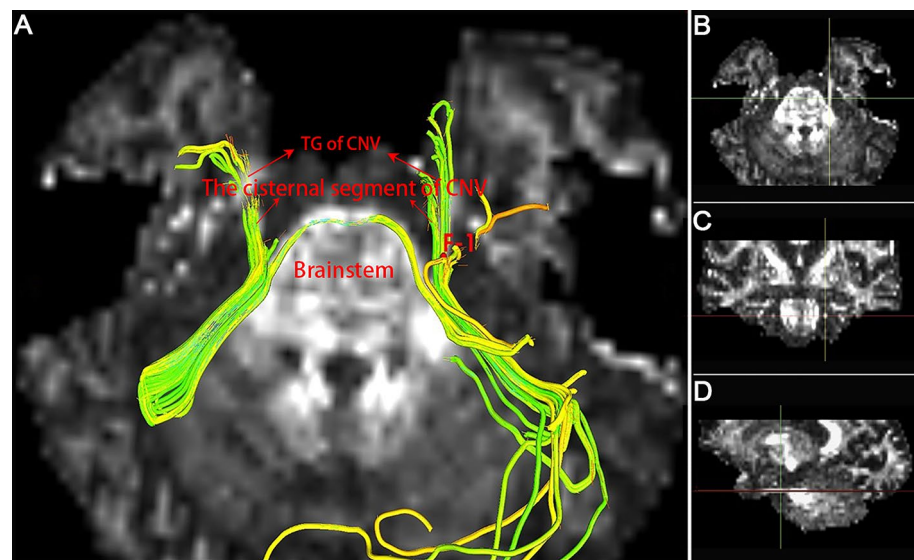 A
B
TG of CNV
The cisternal segment of CNV
F-1
Brainstem
C
D